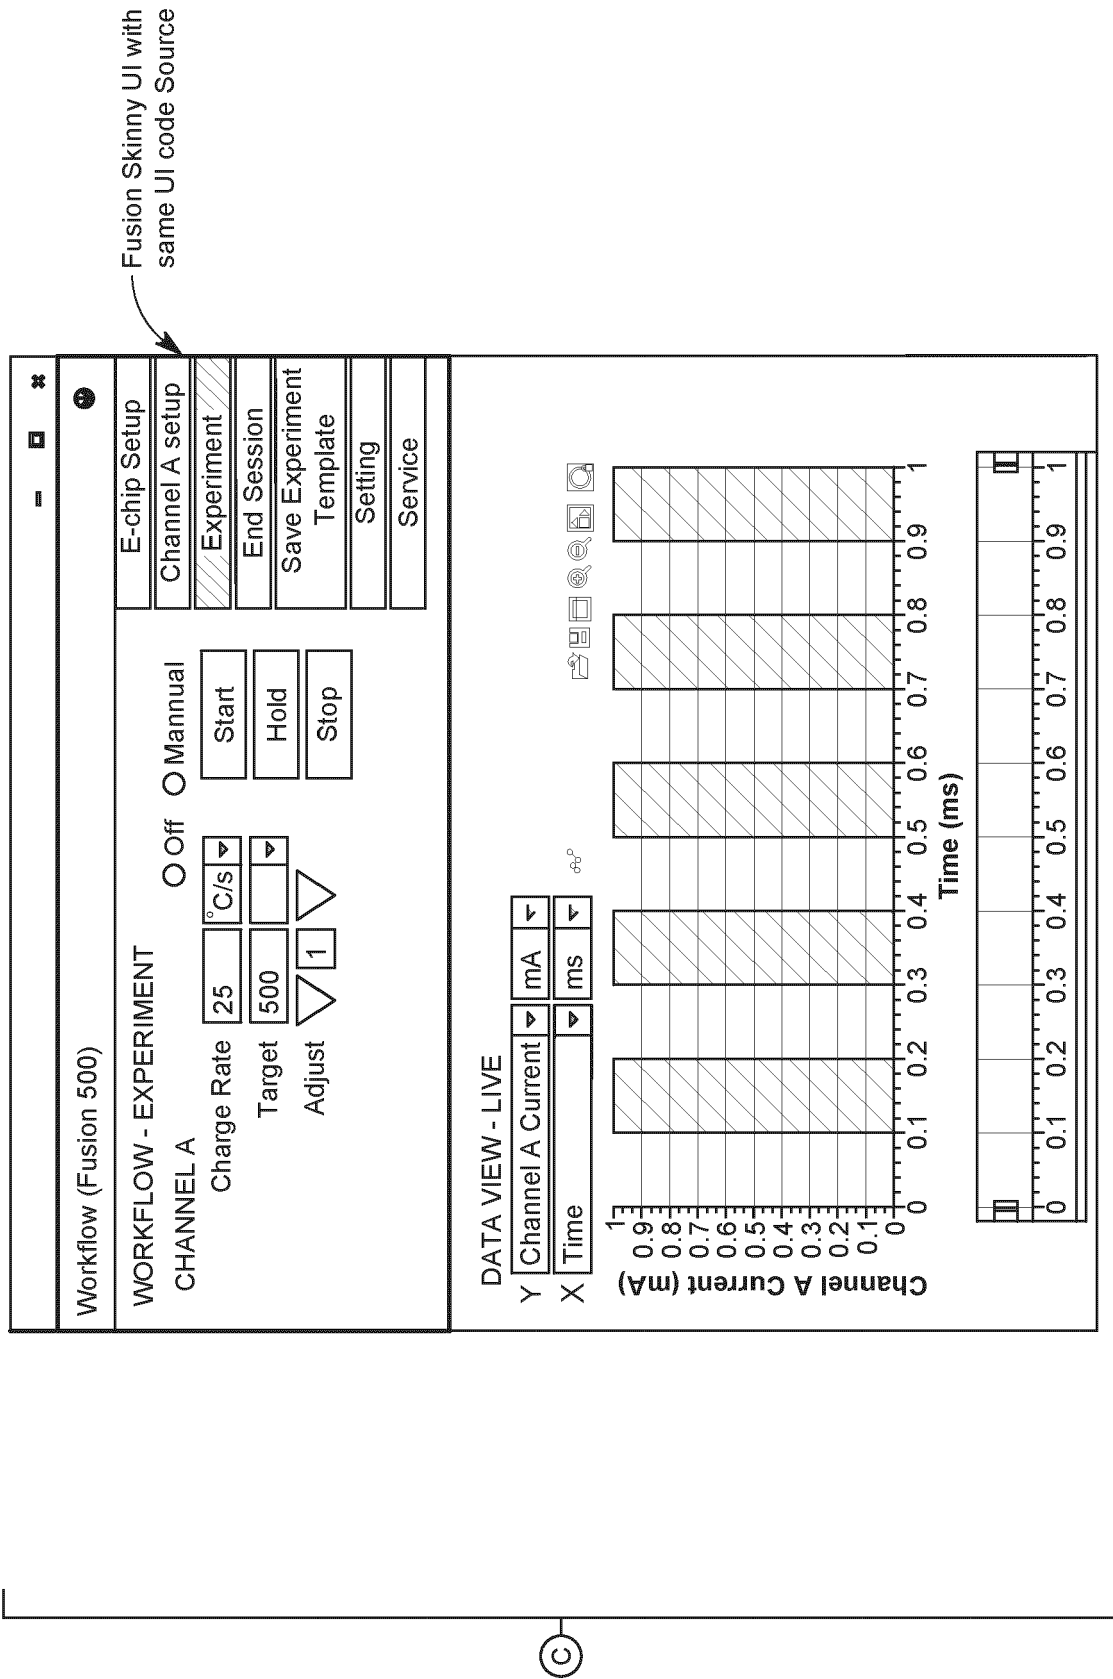 Fusion Skinny UI with
same UI code Source
Workflow (Fusion 500)
WORKFLOW - EXPERIMENT
CHANNEL A
Off Mannual
Charge Rate 25 °C/s Start
Target 500 Hold
Adjust 1 Stop
E-chip Setup
Channel A setup
Experiment
End Session
Save Experiment
Template
Setting
Service
DATA VIEW - LIVE
Y Channel A Current mA
X Time ms
Channel A Current (mA)
1
0.9
0.8
0.7
0.6
0.5
0.4
0.3
0.2
0.1
0
0 0.1 0.2 0.3 0.4 0.5 0.6 0.7 0.8 0.9 1
Time (ms)
0 0.1 0.2 0.3 0.4 0.5 0.6 0.7 0.8 0.9 1
C